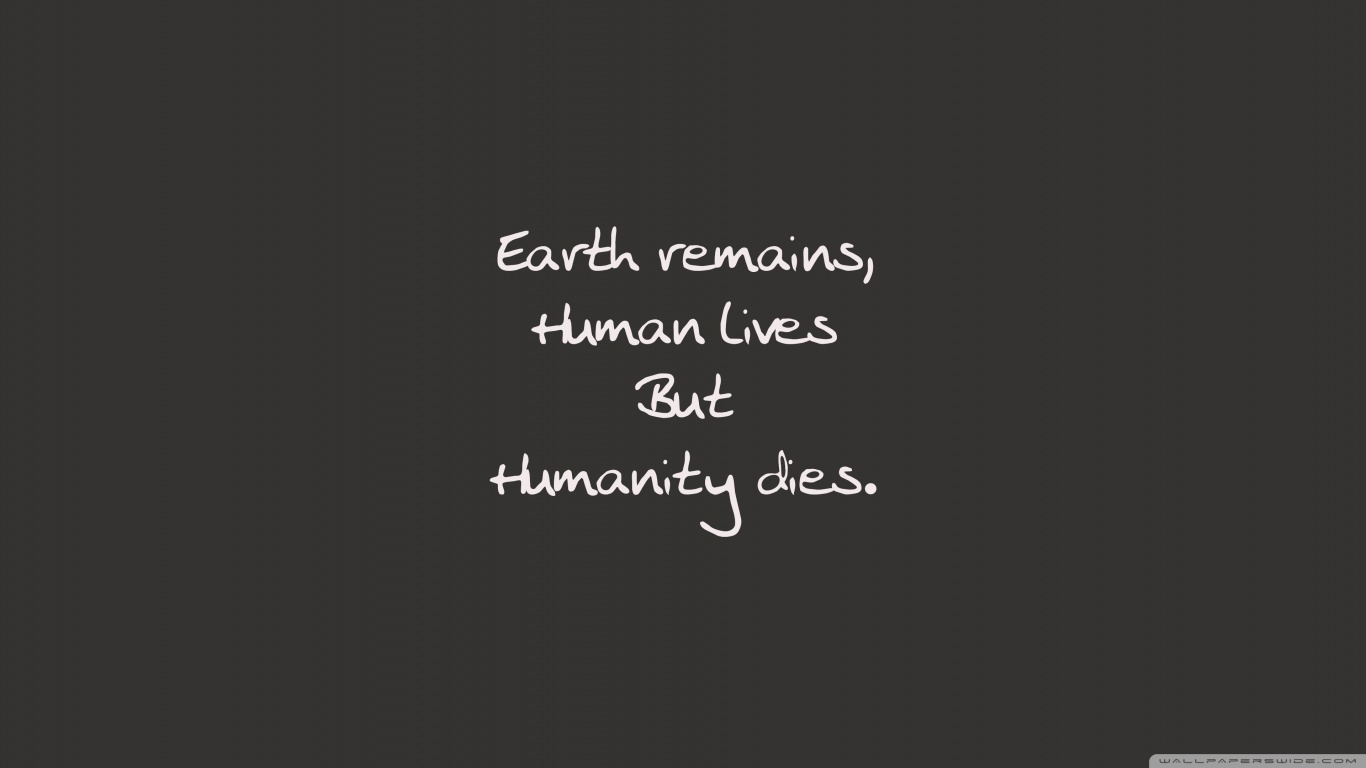 Earth remains,
Human lives
But
Humanity dies.
WALLPAPERSWIDE.COM